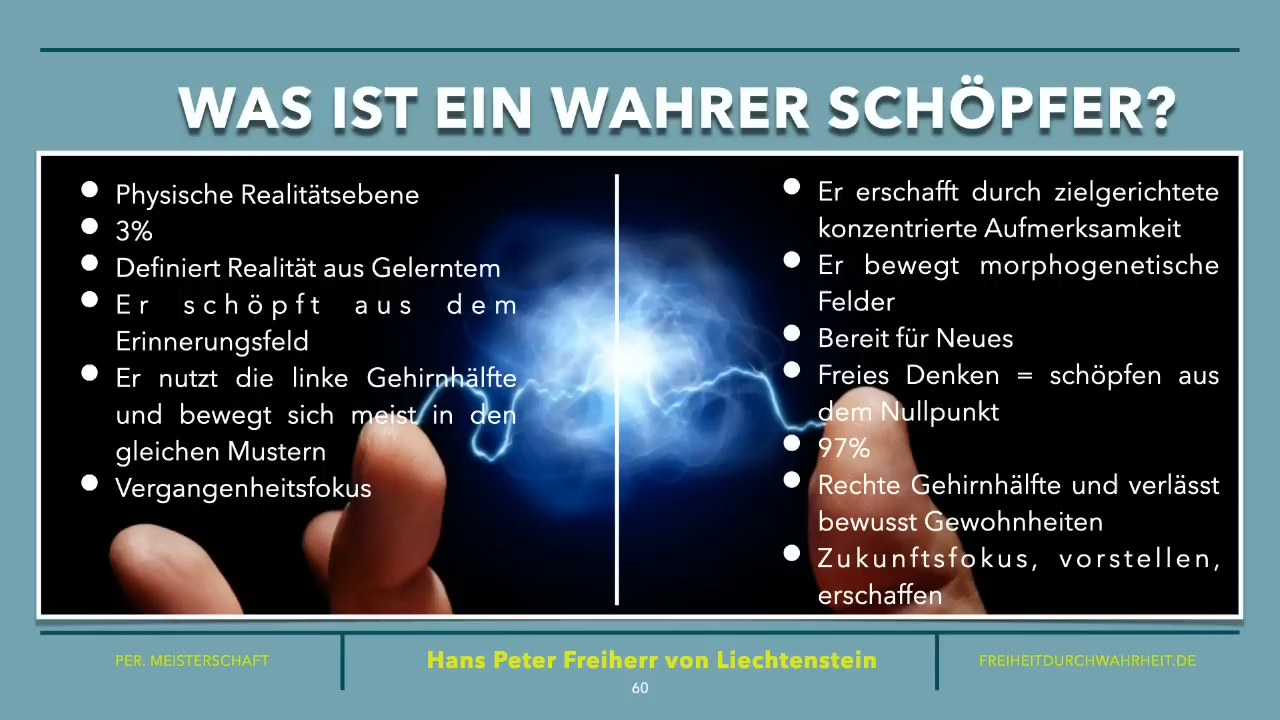 WAS IST EIN WAHRER SCHÖPFER?
Physische Realitätsebene
3%
Definiert Realität aus Gelerntem
Er schöpft aus dem
Erinnerungsfeld
Er nutzt die linke Gehirnhälfte
und bewegt sich meist in den
gleichen Mustern
Vergangenheitsfokus
Er erschafft durch zielgerichtete
konzentrierte Aufmerksamkeit
Er bewegt morphogenetische
Felder
Bereit für Neues
Freies Denken = schöpfen aus
dem Nullpunkt
97%
Rechte Gehirnhälfte und verlässt
bewusst Gewohnheiten
Zukunftsfokus, vorstellen,
erschaffen
PER. MEISTERSCHAFT
Hans Peter Freiherr von Liechtenstein
FREIHEITDURCHWAHRHEIT.DE
60